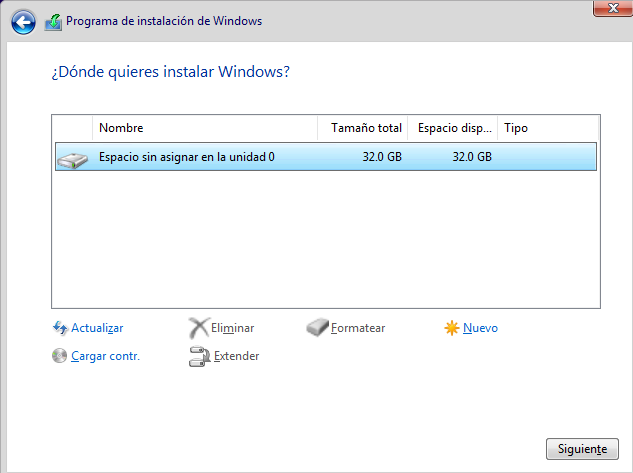 Programa de instalación de Windows
¿Dónde quieres instalar Windows?
Nombre Tamaño total Espacio disp... Tipo
Espacio sin asignar en la unidad 0 32.0 GB 32.0 GB
Actualizar Eliminar Formatear Nuevo
Cargar contr. Extender
Siguiente